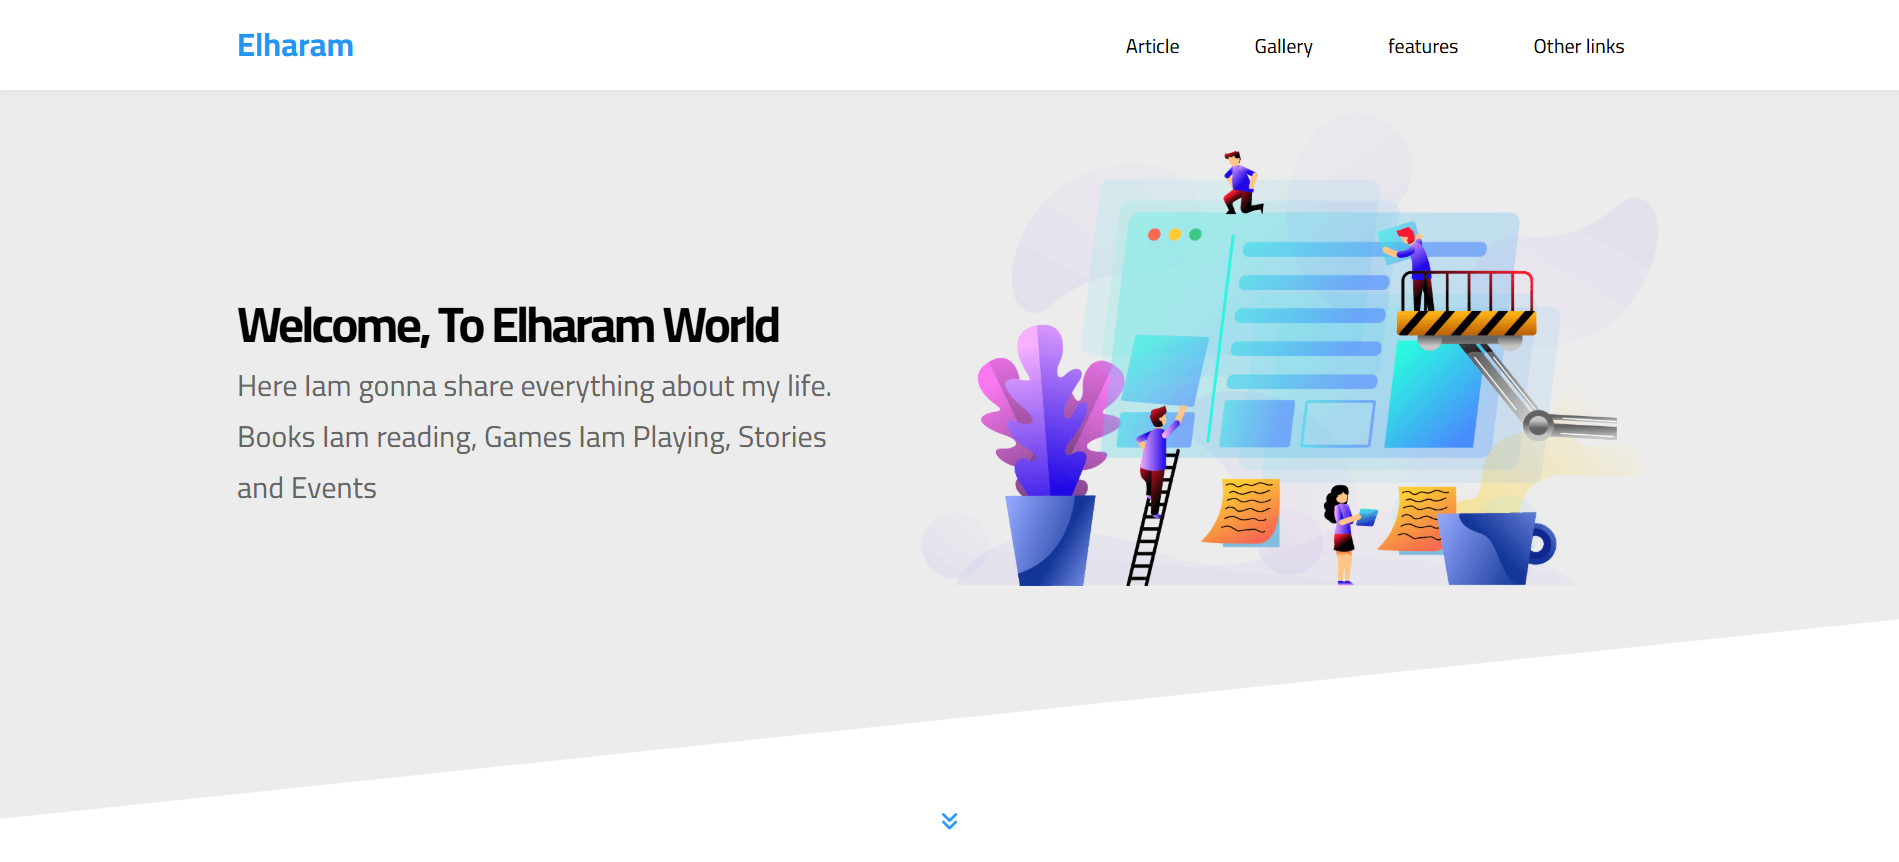 Elharam
Article
Gallery
features
Other links
Welcome, To Elharam World
Here Iam gonna share everything about my life.
Books Iam reading, Games Iam Playing, Stories
and Events